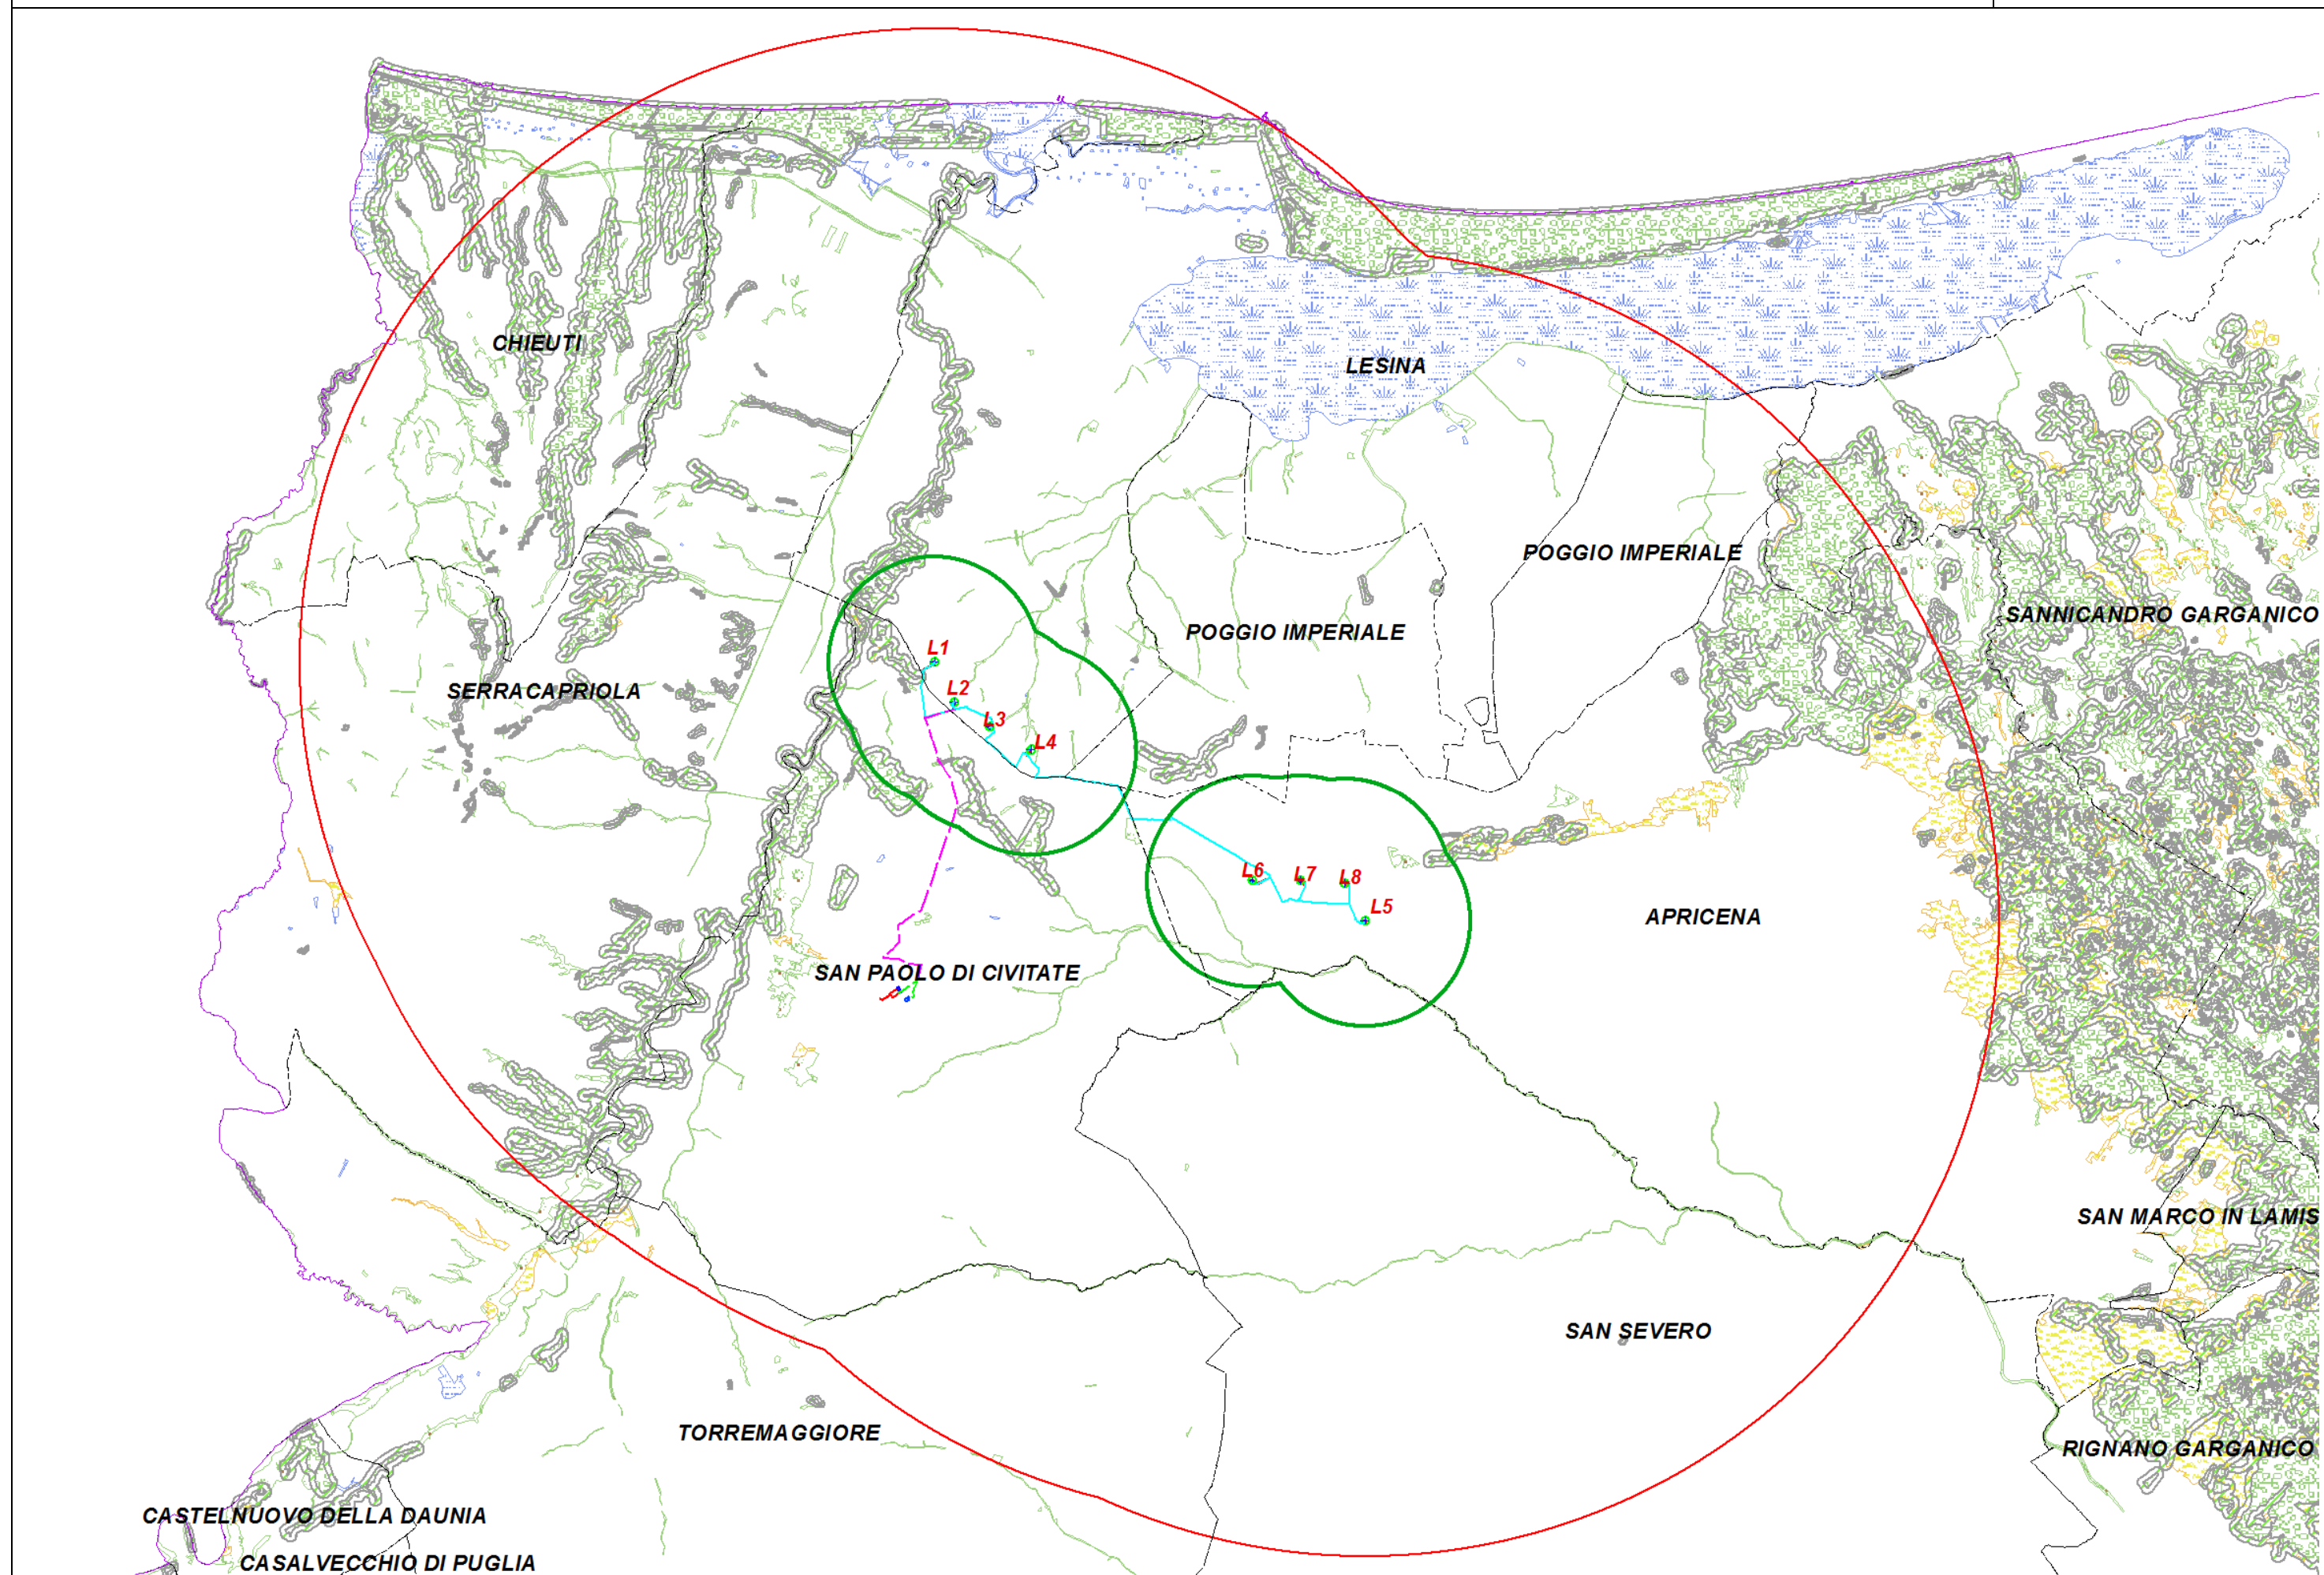 CHIEUTI
LESINA
POGGIO IMPERIALE
SANNICANDRO GARGANICO
POGGIO IMPERIALE
L1
SERRACAPRIOLA
L2
L3
L4
L6
L7
L8
L5
APRICENA
SAN PAOLO DI CIVITATE
SAN MARCO IN LAMIS
SAN SEVERO
TORREMAGGIORE
RIGNANO GARGANICO
CASTELNUOVO DELLA DAUNIA
CASALVECCHIO DI PUGLIA